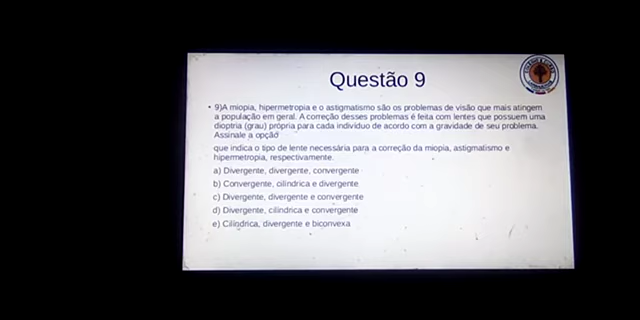 Questão 9
• 9)A miopia, hipermetropia e o astigmatismo são os problemas de visão que mais atingem
a população em geral. A correção desses problemas é feita com lentes que possuem uma
dioptria (grau) própria para cada indivíduo de acordo com a gravidade de seu problema.
Assinale a opção
que indica o tipo de lente necessária para a correção da miopia, astigmatismo e
hipermetropia, respectivamente.
a) Divergente, divergente, convergente
b) Convergente, cilíndrica e divergente
c) Divergente, divergente e convergente
d) Divergente, cilíndrica e convergente
e) Cilíndrica, divergente e biconvexa